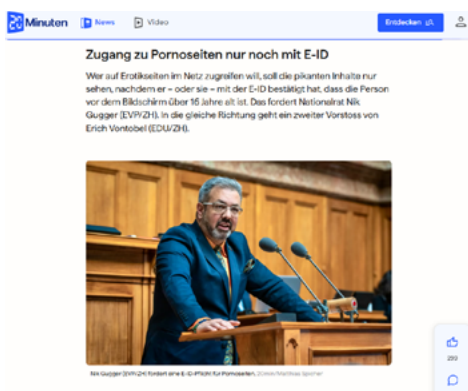 20 Minuten News Video Entdecken
Zugang zu Pornoseiten nur noch mit E-ID
Wer auf Erotikseiten im Netz zugreifen will, soll die pikanten Inhalte nur
sehen, nachdem er – oder sie – mit der E-ID bestätigt hat, dass die Person
vor dem Bildschirm über 16 Jahre alt ist. Das fordert Nationalrat Nik
Gugger (EVP/ZH). In die gleiche Richtung geht ein zweiter Vorstoss von
Erich Vontobel (EDU/ZH).
Nik Gugger (EVP/ZH) fordert eine E-ID-Pflicht für Pornoseiten.